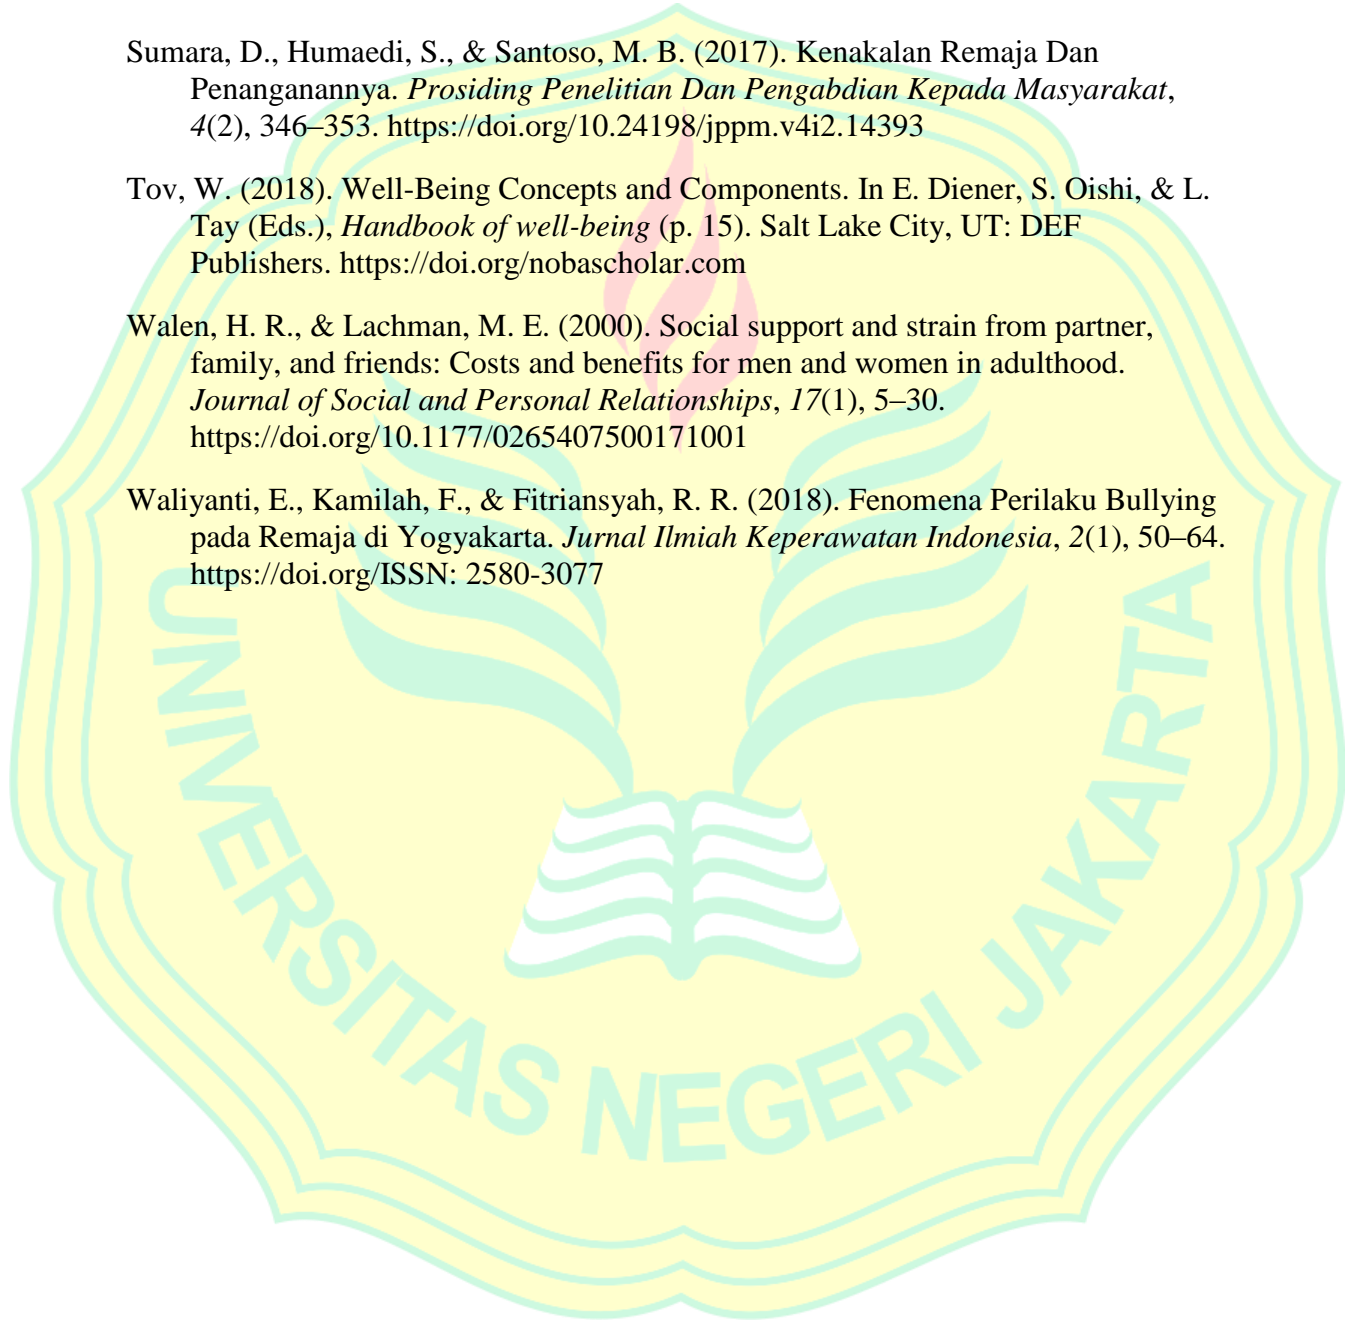 Sumara, D., Humaedi, S., & Santoso, M. B. (2017). Kenakalan Remaja Dan
Penanganannya. Prosiding Penelitian Dan Pengabdian Kepada Masyarakat,
4(2), 346–353. https://doi.org/10.24198/jppm.v4i2.14393
Tov, W. (2018). Well-Being Concepts and Components. In E. Diener, S. Oishi, & L.
Tay (Eds.), Handbook of well-being (p. 15). Salt Lake City, UT: DEF
Publishers. https://doi.org/nobascholar.com
Walen, H. R., & Lachman, M. E. (2000). Social support and strain from partner,
family, and friends: Costs and benefits for men and women in adulthood.
Journal of Social and Personal Relationships, 17(1), 5–30.
https://doi.org/10.1177/0265407500171001
Waliyanti, E., Kamilah, F., & Fitriansyah, R. R. (2018). Fenomena Perilaku Bullying
pada Remaja di Yogyakarta. Jurnal Ilmiah Keperawatan Indonesia, 2(1), 50–64.
https://doi.org/ISSN: 2580-3077
UNIVERSITAS NEGERI JAKARTA